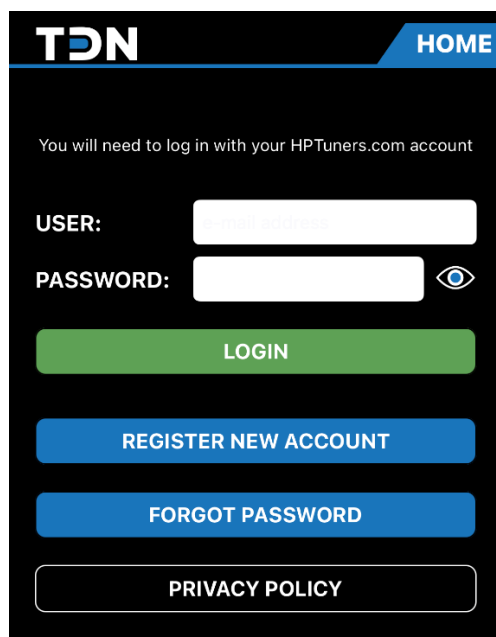 TDN
HOME
You will need to log in with your HPTuners.com account
USER:
e-mail address
PASSWORD:
LOGIN
REGISTER NEW ACCOUNT
FORGOT PASSWORD
PRIVACY POLICY